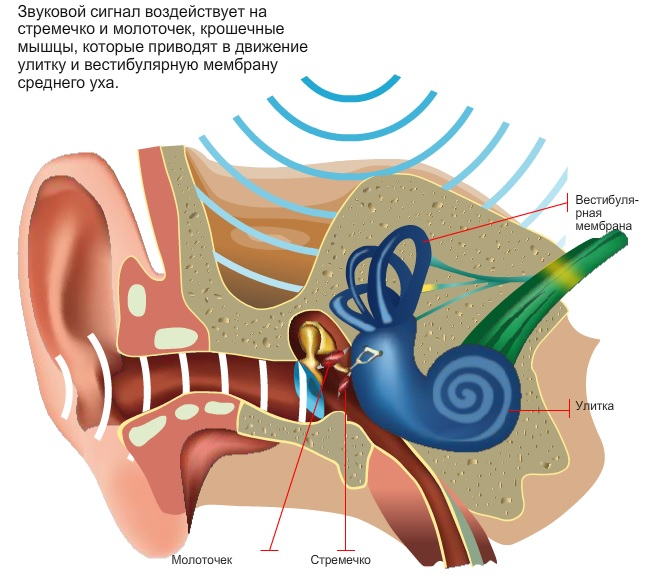 Звуковой сигнал воздействует на
стремечко и молоточек, крошечные
мышцы, которые приводят в движение
улитку и вестибулярную мембрану
среднего уха.
Вестибуля-
рная
мембрана
Улитка
Молоточек
Стремечко